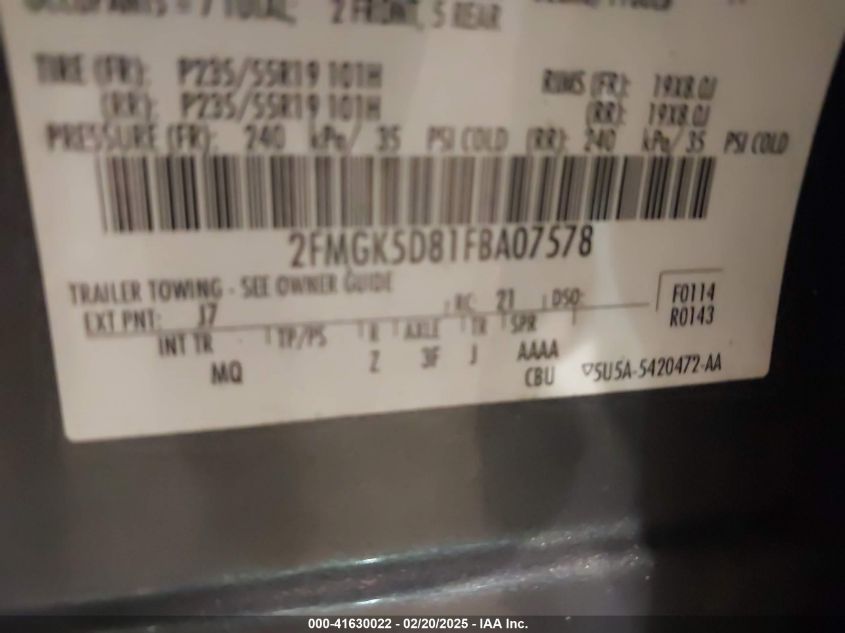 OCCUPANTS = 7 TOTAL, 2 FRONT, 5 REAR
TIRE (FR): P235/55R19 101H RIMS (FR): 19X8.0J
(RR): P235/55R19 101H (RR): 19X8.0J
PRESSURE (FR): 240 kPa/ 35 PSI COLD (RR): 240 kPa/35 PSI COLD
2FMGK5D81FBA07578
TRAILER TOWING - SEE OWNER GUIDE
EXT PNT: J7 RC: 21 DSO: F0114
R0143
INT TR TP/PS R AXLE TR SPR
MQ Z 3F J AAAA
CBU ▽5U5A-5420472-AA
000-41630022 - 02/20/2025 - IAA Inc.